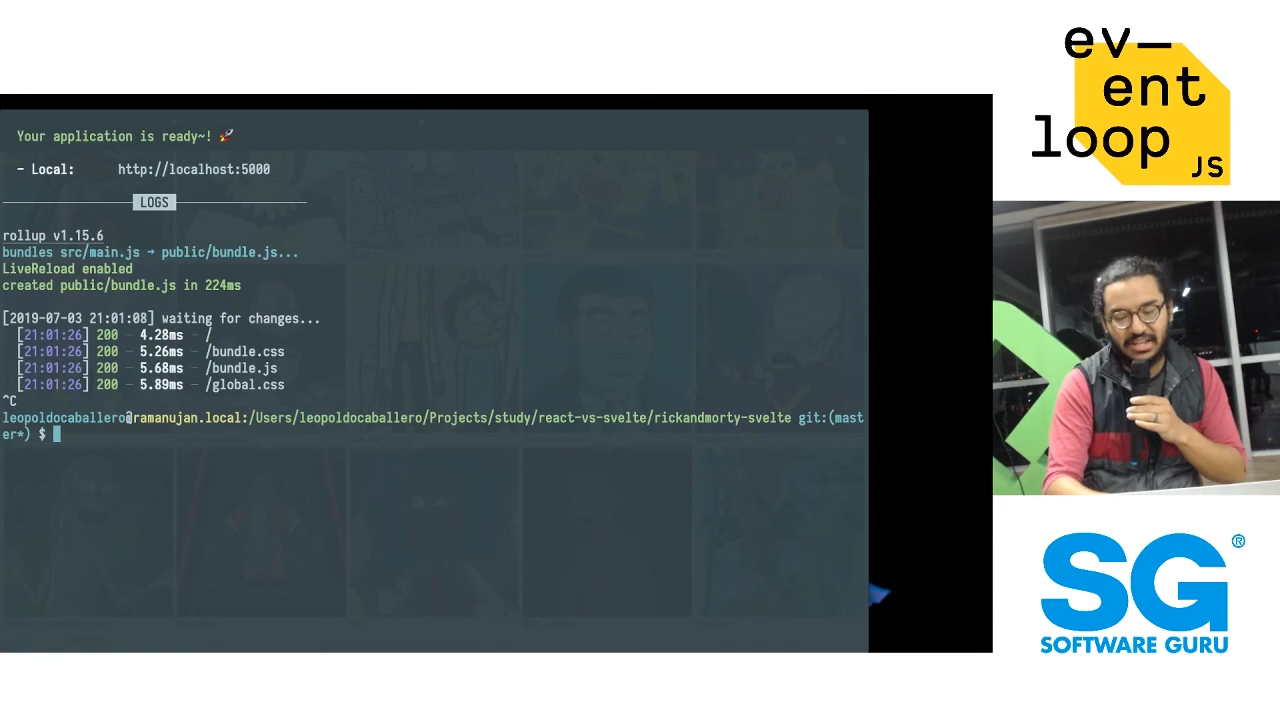 Your application is ready~! 🚀
- Local: http://localhost:5000
LOGS
rollup v1.15.6
bundles src/main.js → public/bundle.js...
LiveReload enabled
created public/bundle.js in 224ms
[2019-07-03 21:01:08] waiting for changes...
[21:01:26] 200 — 4.28ms — /
[21:01:26] 200 — 5.26ms — /bundle.css
[21:01:26] 200 — 5.68ms — /bundle.js
[21:01:26] 200 — 5.89ms — /global.css
^C
leopoldocaballero@ramanujan.local:/Users/leopoldocaballero/Projects/study/react-vs-svelte/rickandmorty-svelte git:(mast
er*) $
ev—
ent
loop
JS
SG®
SOFTWARE GURU